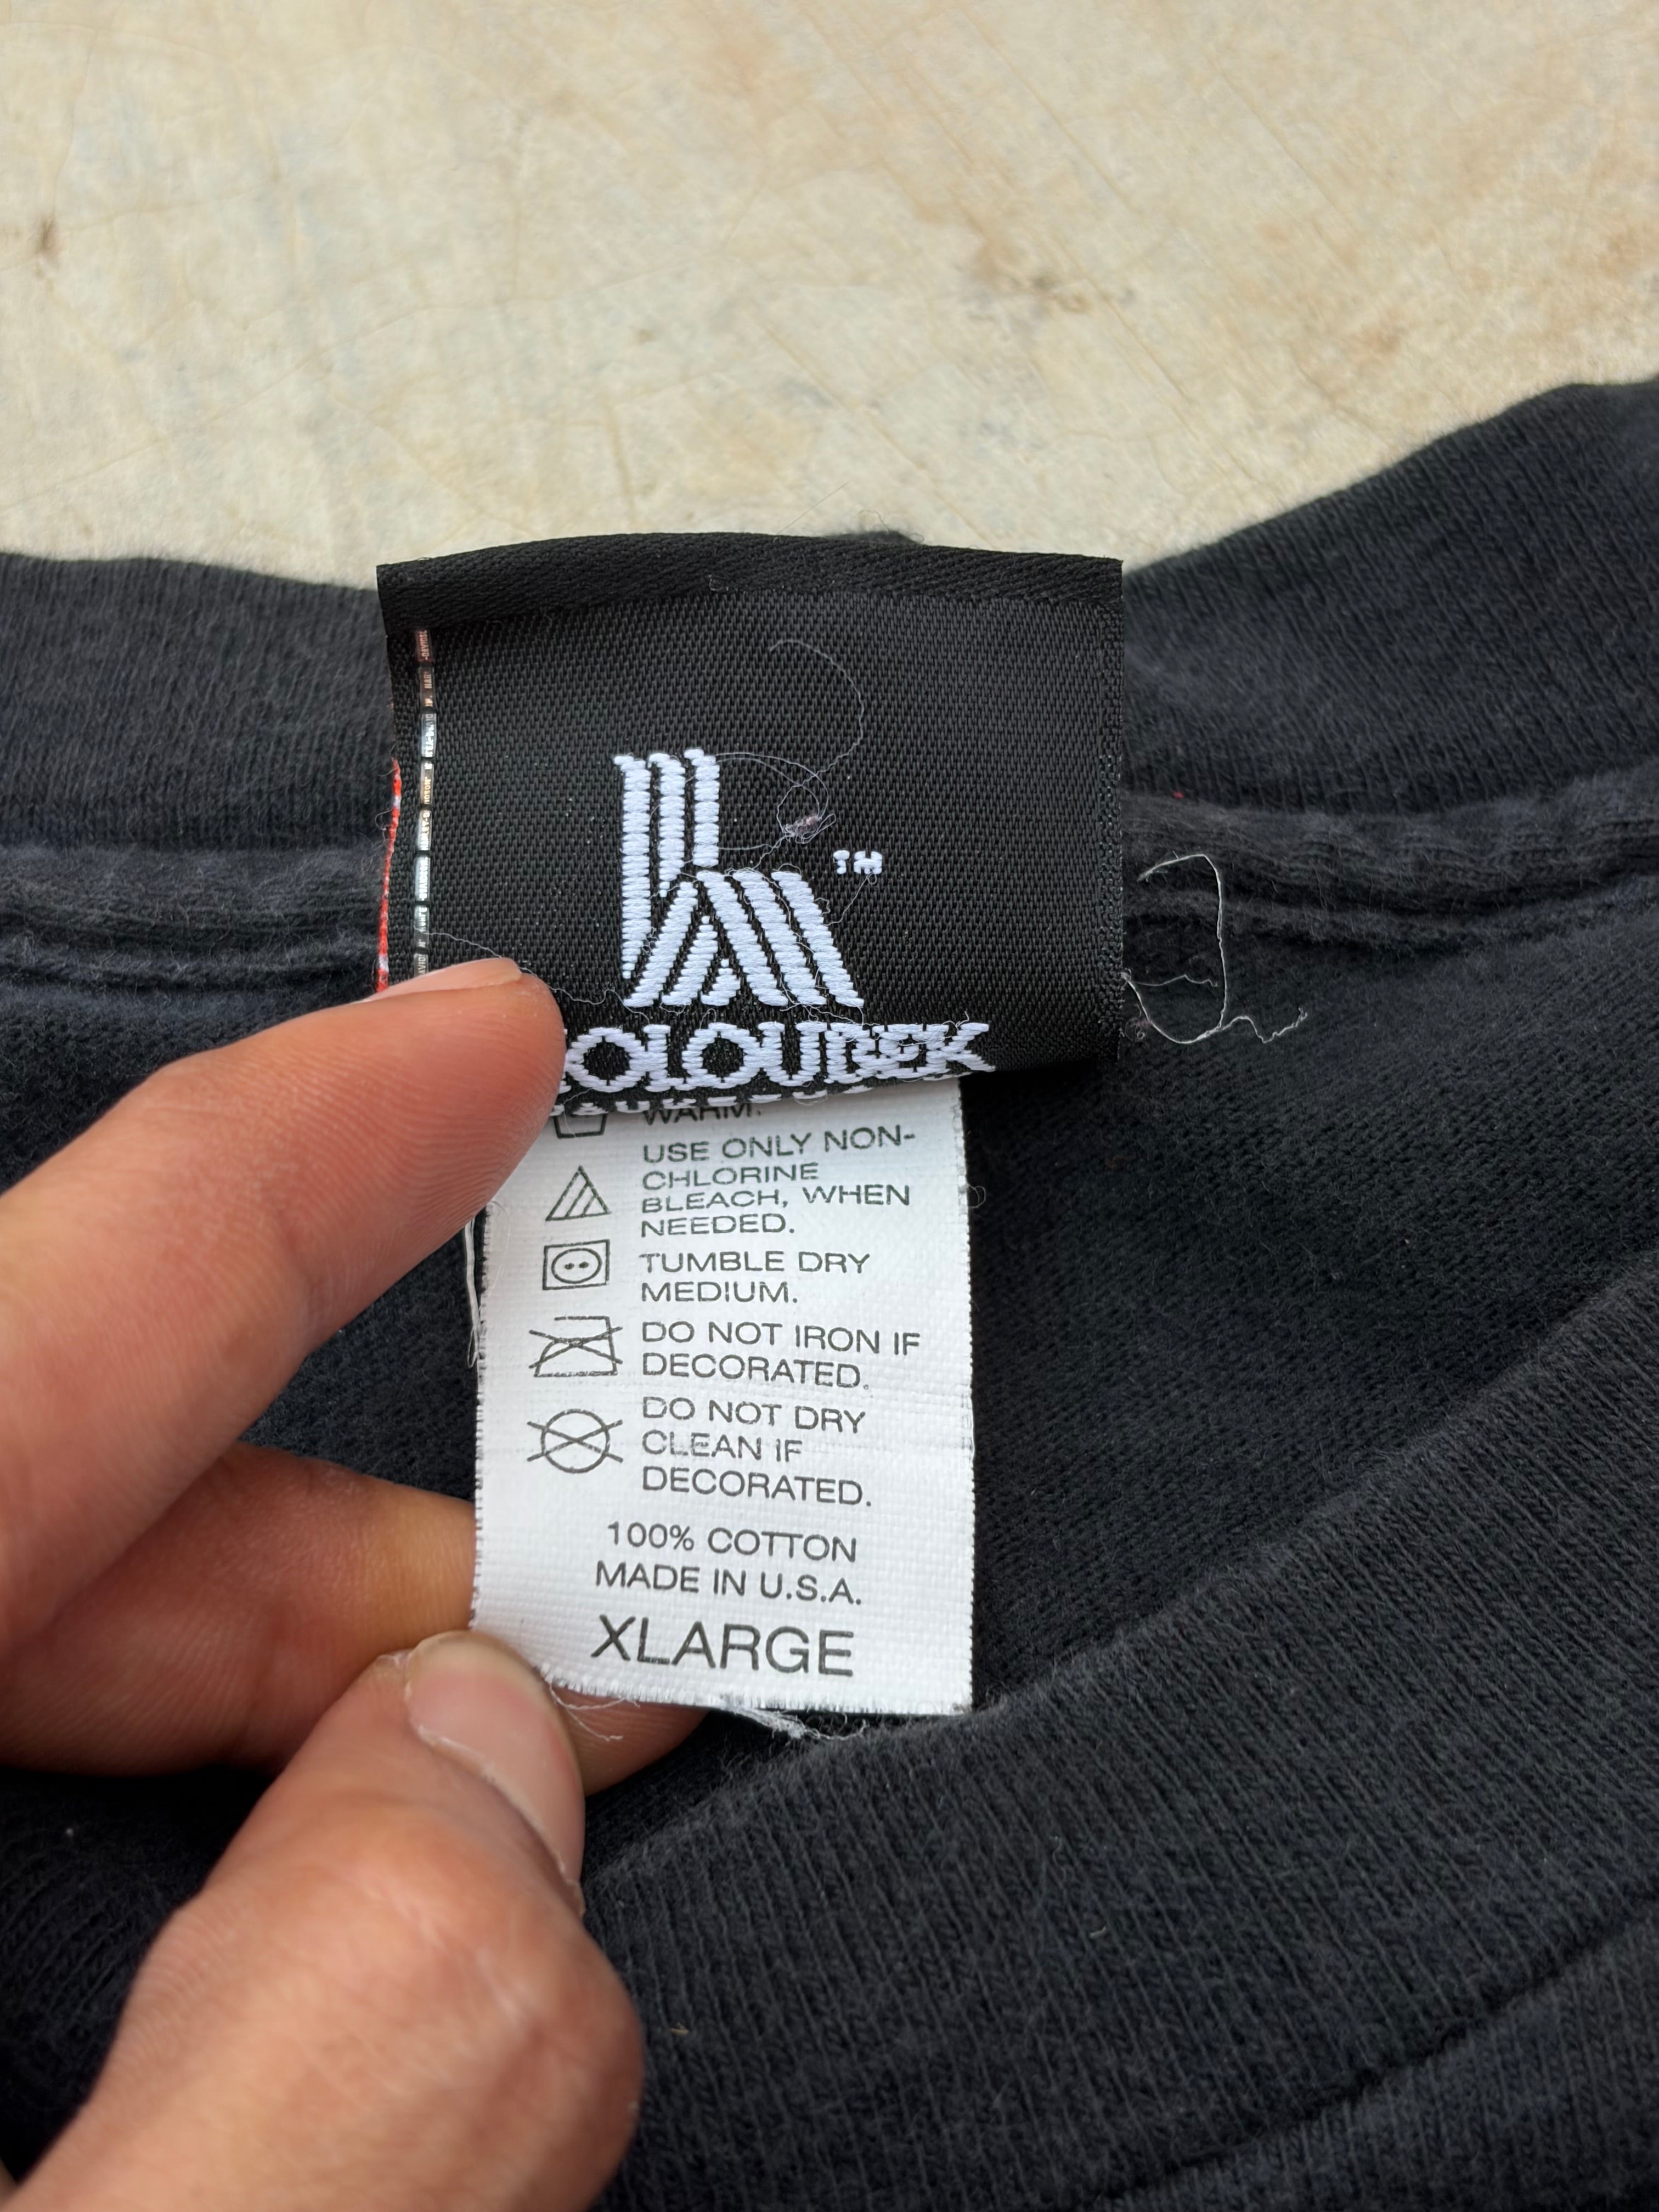 TM
HOLOUBEK
WARM.
USE ONLY NON-
CHLORINE
BLEACH, WHEN
NEEDED.
TUMBLE DRY
MEDIUM.
DO NOT IRON IF
DECORATED.
DO NOT DRY
CLEAN IF
DECORATED.
100% COTTON
MADE IN U.S.A.
XLARGE